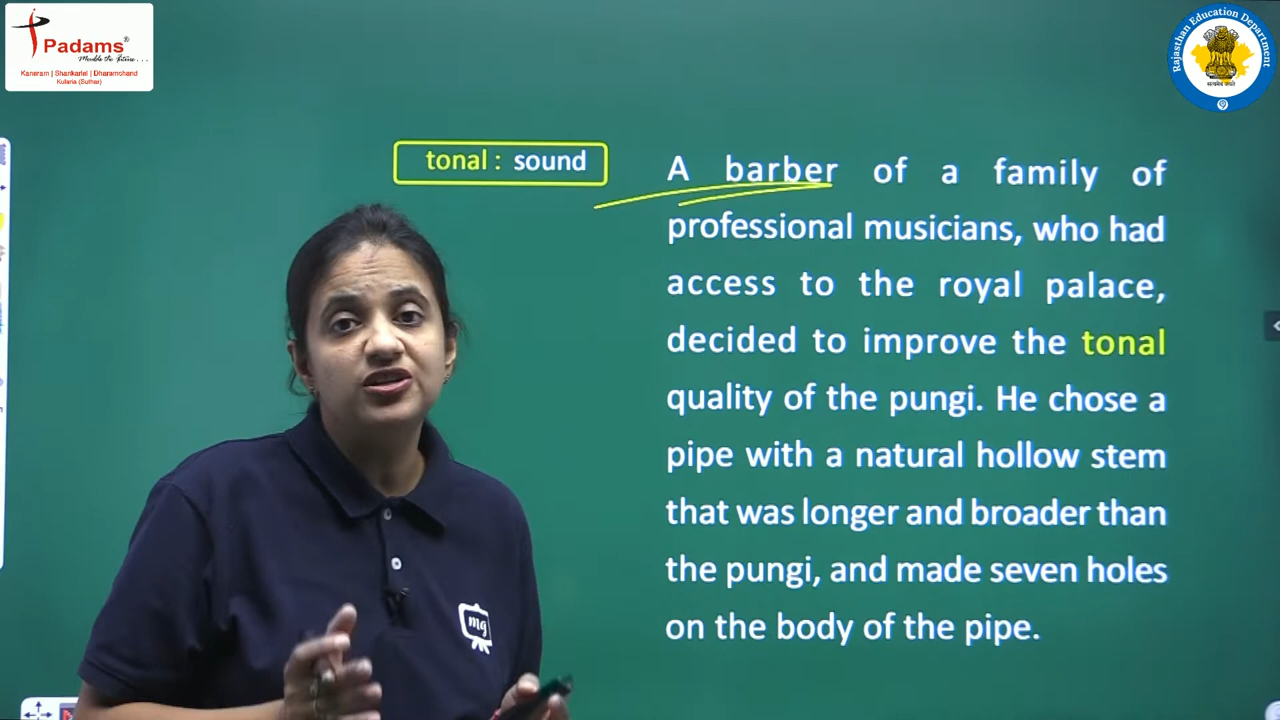 Padams®
Kaneram | Shankarlal | Dharamchand
Kularia (Suthar)
Rajasthan Education Department
tonal : sound
A barber of a family of
professional musicians, who had
access to the royal palace,
decided to improve the tonal
quality of the pungi. He chose a
pipe with a natural hollow stem
that was longer and broader than
the pungi, and made seven holes
on the body of the pipe.
mg